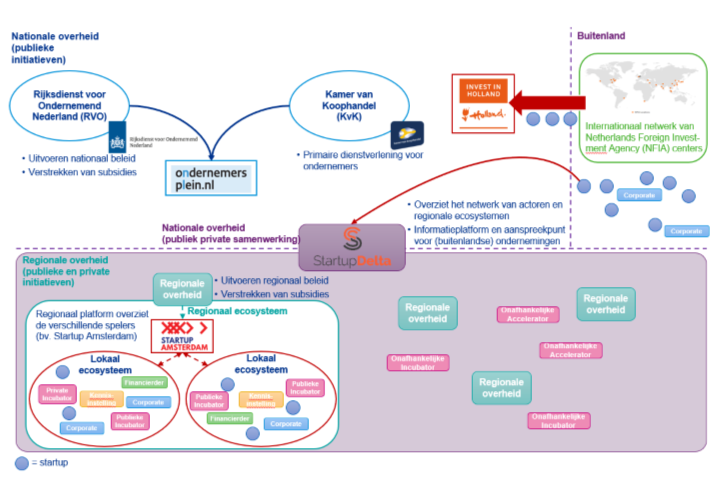 Nationale overheid
(publieke
initiatieven)
Buitenland
Rijksdienst voor
Ondernemend
Nederland (RVO)
Kamer van
Koophandel
(KvK)
INVEST IN
HOLLAND
Holland
Internationaal netwerk van
Netherlands Foreign Invest-
ment Agency (NFIA) centers
Rijksdienst voor Ondernemend
Nederland
• Uitvoeren nationaal beleid
• Verstrekken van subsidies
ondernemers
plein.nl
• Primaire dienstverlening voor
ondernemers
Corporate
Corporate
• Overziet het netwerk van actoren en
regionale ecosystemen
• Informatieplatform en aanspreekpunt
voor (buitenlandse) ondernemingen
Nationale overheid
(publiek private samenwerking)
StartupDelta
Regionale overheid
(publieke en private
initiatieven)
Regionale
overheid
• Uitvoeren regionaal beleid
• Verstrekken van subsidies
Regionaal ecosysteem
Regionaal platform overziet
de verschillende spelers
(bv. Startup Amsterdam)
STARTUP
AMSTERDAM
Lokaal
ecosysteem
Financierder
Private
Incubator
Kennis-
instelling
Corporate
Publieke
Incubator
Corporate
Lokaal
ecosysteem
Publieke
Incubator
Publieke
Incubator
Kennis-
instelling
Financierder
Corporate
Regionale
overheid
Onafhankelijke
Accelerator
Regionale
overheid
Onafhankelijke
Accelerator
Onafhankelijke
Incubator
Regionale
overheid
Onafhankelijke
Incubator
= startup